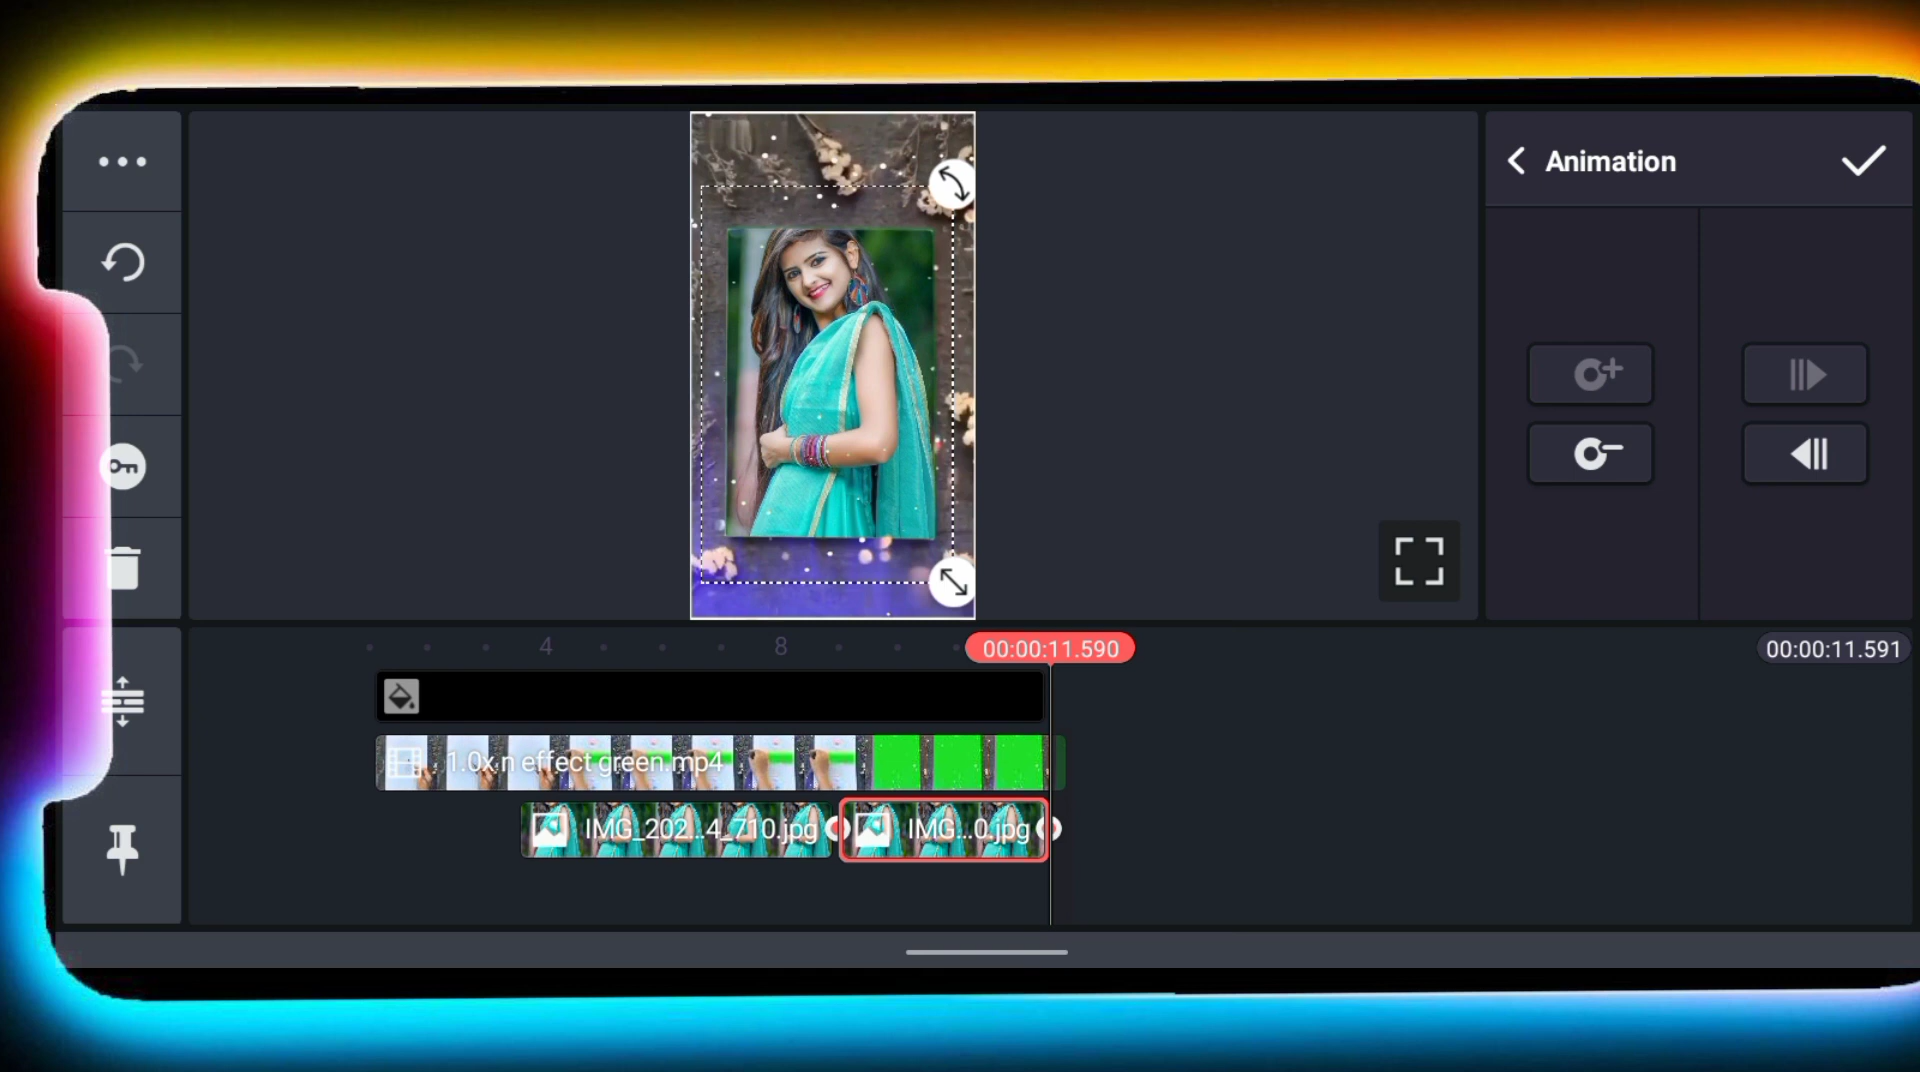 Animation
4
8
00:00:11.590
00:00:11.591
1.0x n effect green.mp4
IMG_202...4_710.jpg
IMG...0.jpg